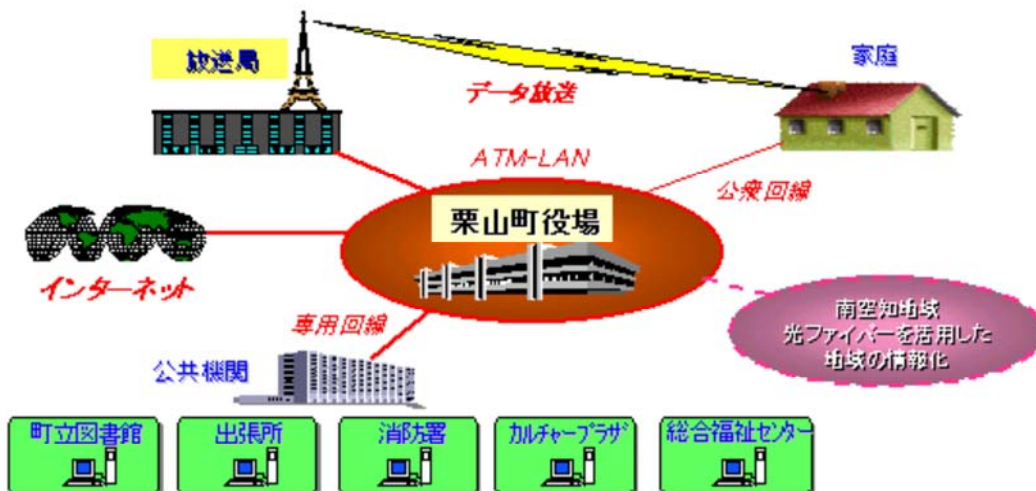 放送局
家庭
データ放送
ATM-LAN
公衆回線
栗山町役場
インターネット
専用回線
南空知地域
光ファイバーを活用した
地域の情報化
公共機関
町立図書館
出張所
消防署
カルチャープラザ
総合福祉センター